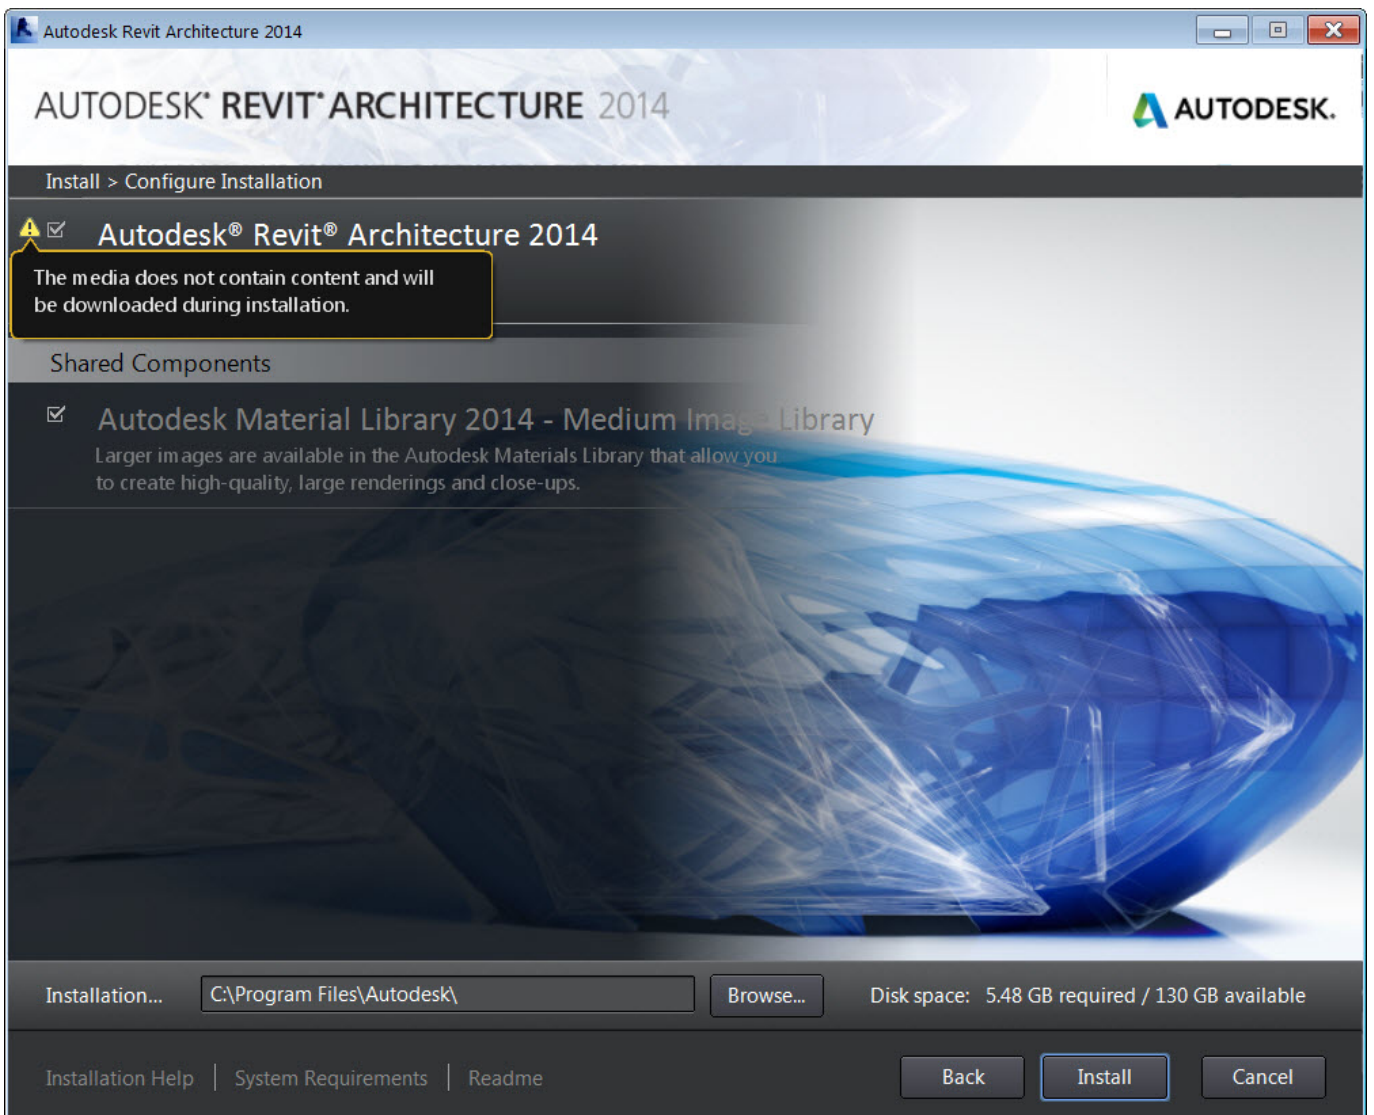 Autodesk Revit Architecture 2014
AUTODESK® REVIT® ARCHITECTURE 2014
AUTODESK.
Install > Configure Installation
Autodesk® Revit® Architecture 2014
The media does not contain content and will
be downloaded during installation.
Shared Components
Autodesk Material Library 2014 - Medium Image Library
Larger images are available in the Autodesk Materials Library that allow you
to create high-quality, large renderings and close-ups.
Installation... C:\Program Files\Autodesk\ Browse... Disk space: 5.48 GB required / 130 GB available
Installation Help | System Requirements | Readme Back Install Cancel